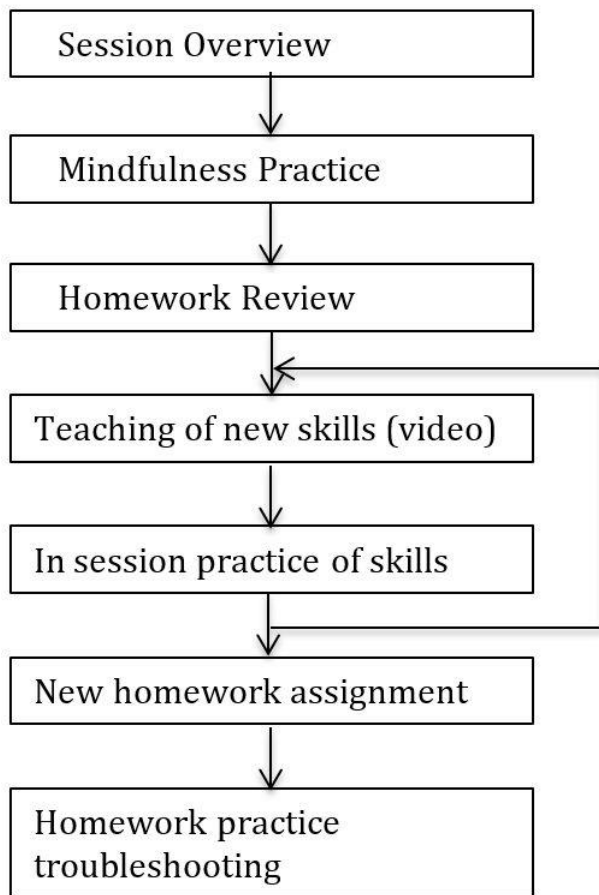 Session Overview
Mindfulness Practice
Homework Review
Teaching of new skills (video)
In session practice of skills
New homework assignment
Homework practice
troubleshooting